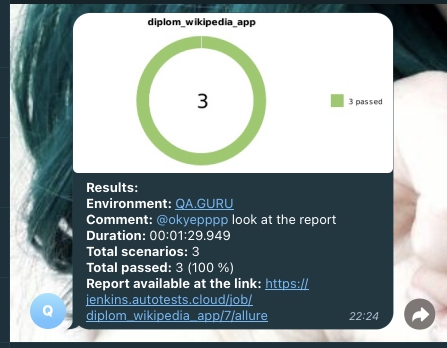 diplom_wikipedia_app
3
3 passed
Results:
Environment: QA.GURU
Comment: @okyepppp look at the report
Duration: 00:01:29.949
Total scenarios: 3
Total passed: 3 (100 %)
Report available at the link: https://
jenkins.autotests.cloud/job/
diplom_wikipedia_app/7/allure
Q
22:24